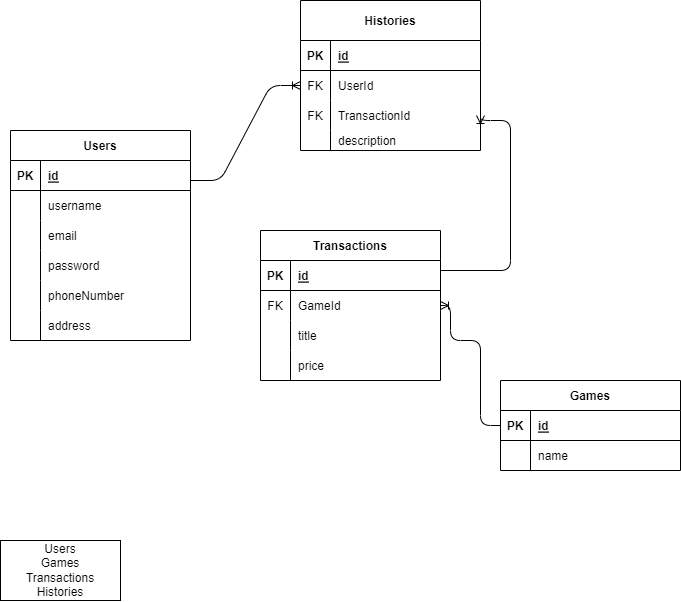 Histories
PK id
FK UserId
FK TransactionId
description
Users
PK id
username
email
password
phoneNumber
address
Transactions
PK id
FK GameId
title
price
Games
PK id
name
Users
Games
Transactions
Histories